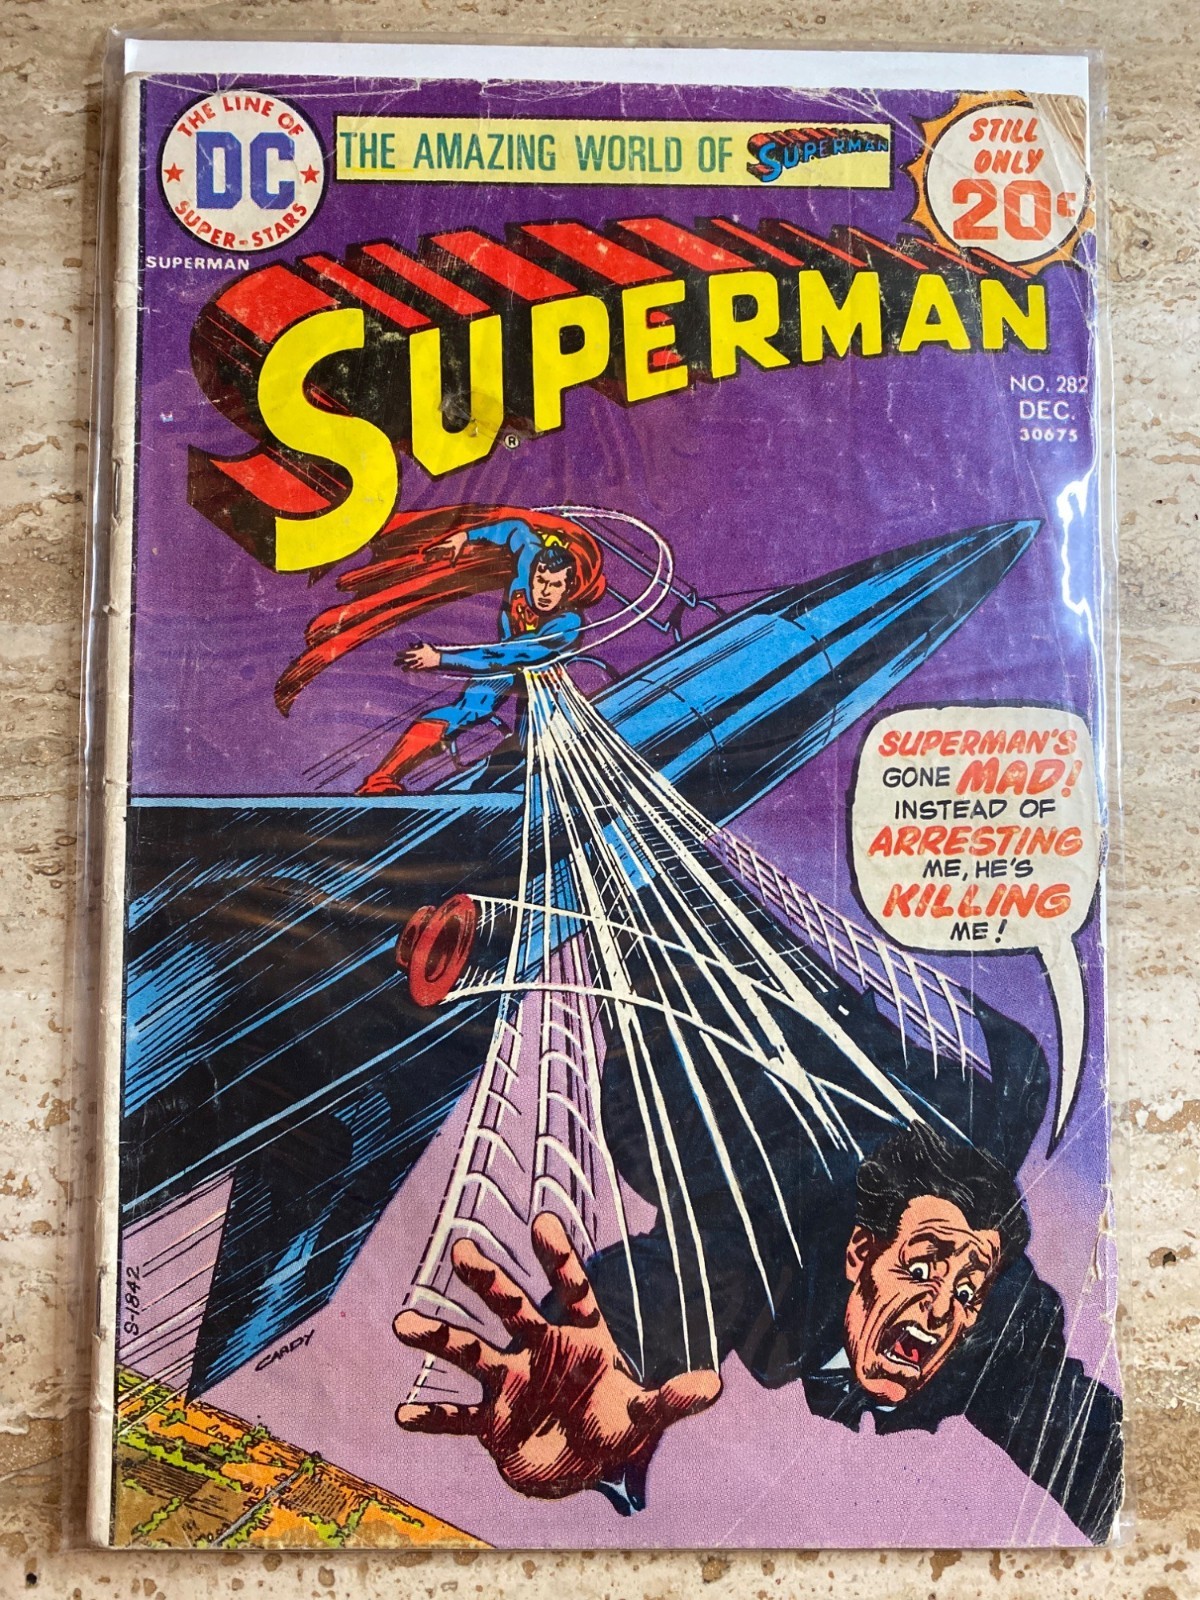 THE LINE OF
DC
SUPER-STARS
THE AMAZING WORLD OF SUPERMAN
STILL
ONLY
20¢
SUPERMAN
SUPERMAN
®
NO. 282
DEC.
30675
SUPERMAN'S
GONE MAD!
INSTEAD OF
ARRESTING
ME, HE'S
KILLING
ME!
S-1842
CARDY